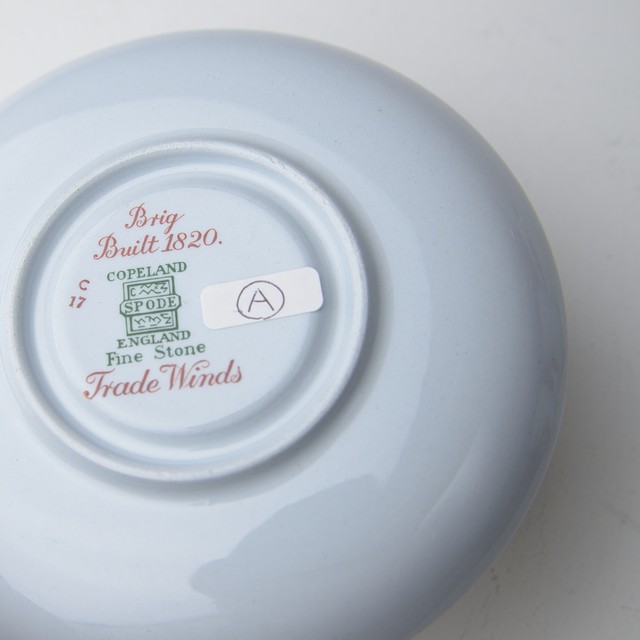 Brig
Built 1820.
C
17
COPELAND
SPODE
ENGLAND
Fine Stone
Trade Winds
A